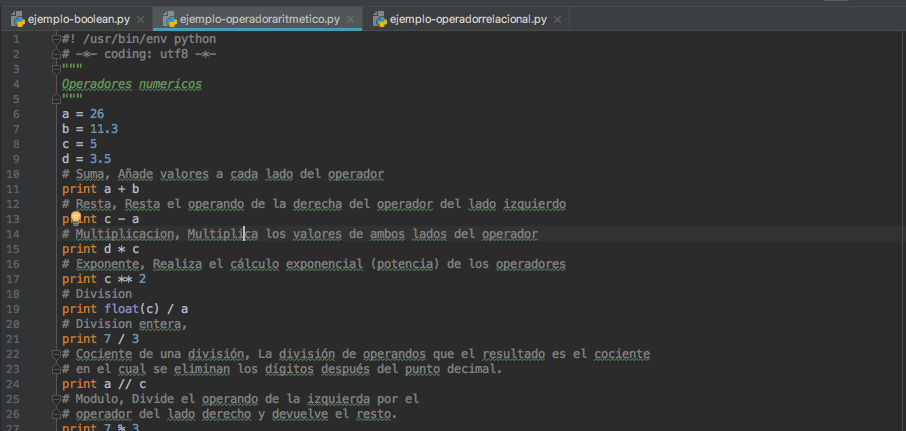 ejemplo-boolean.py ejemplo-operadoraritmetico.py ejemplo-operadorrelacional.py
1 #! /usr/bin/env python
2 # -*- coding: utf8 -*-
3 """
4 Operadores numericos
5 """
6 a = 26
7 b = 11.3
8 c = 5
9 d = 3.5
10 # Suma, Añade valores a cada lado del operador
11 print a + b
12 # Resta, Resta el operando de la derecha del operador del lado izquierdo
13 print c - a
14 # Multiplicacion, Multiplica los valores de ambos lados del operador
15 print d * c
16 # Exponente, Realiza el cálculo exponencial (potencia) de los operadores
17 print c ** 2
18 # Division
19 print float(c) / a
20 # Division entera,
21 print 7 / 3
22 # Cociente de una división, La división de operandos que el resultado es el cociente
23 # en el cual se eliminan los dígitos después del punto decimal.
24 print a // c
25 # Modulo, Divide el operando de la izquierda por el
26 # operador del lado derecho y devuelve el resto.
27 print 7 % 3